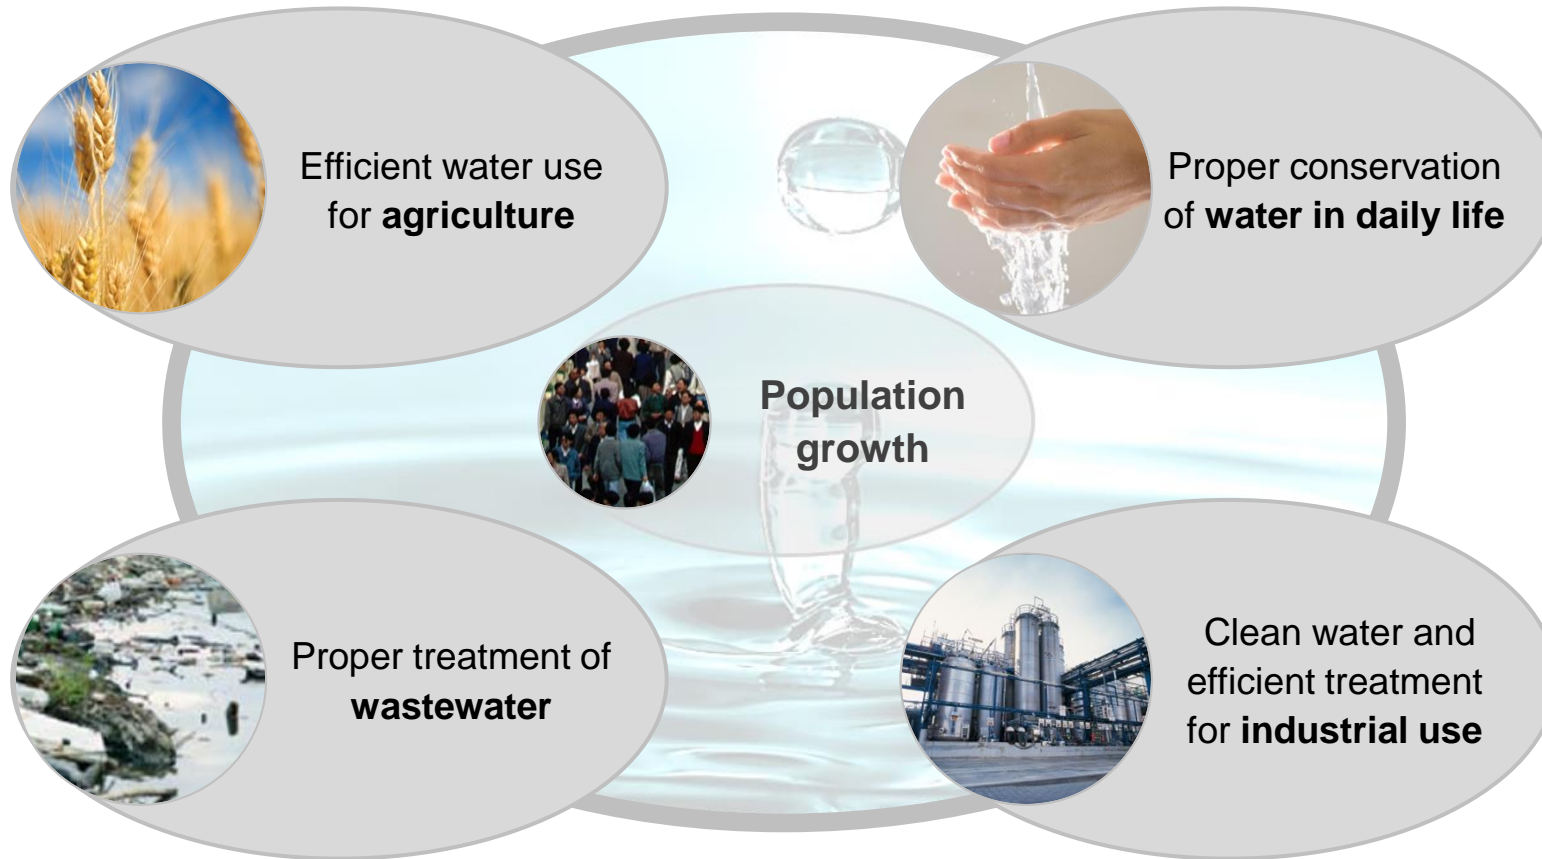 Efficient water use
for agriculture
Proper conservation
of water in daily life
Population
growth
Proper treatment of
wastewater
Clean water and
efficient treatment
for industrial use